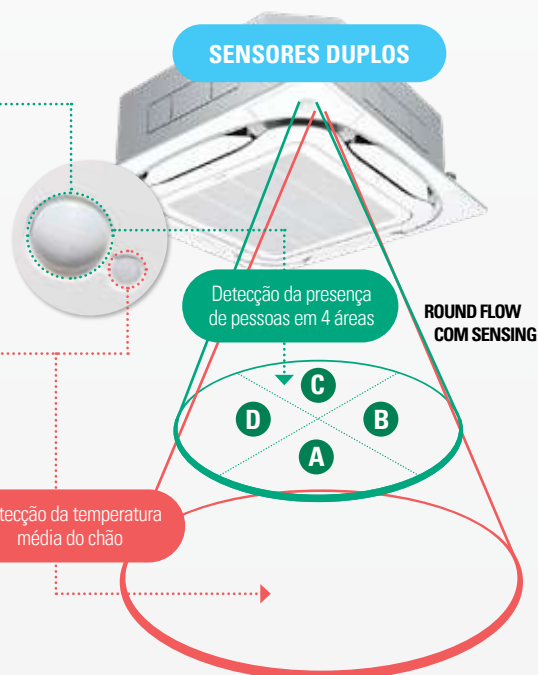 SENSORES DUPLOS
Detecção da presença
de pessoas em 4 áreas
ROUND FLOW
COM SENSING
C
D
B
A
tecção da temperatura
média do chão